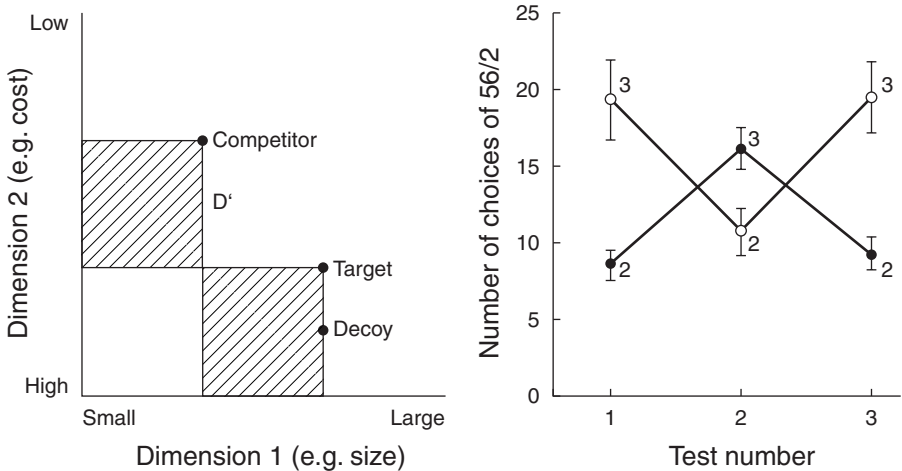 Low
Dimension 2 (e.g. cost)
Competitor
D‘
Target
Decoy
High
Small
Large
Dimension 1 (e.g. size)
Number of choices of 56/2
25
20
15
10
5
0
3
3
3
2
2
2
1
2
3
Test number